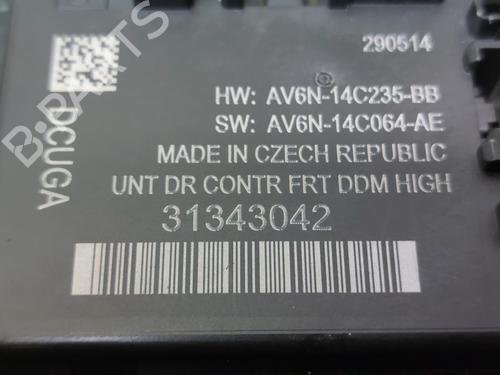 290514
HW: AV6N-14C235-BB
SW: AV6N-14C064-AE
MADE IN CZECH REPUBLIC
UNT DR CONTR FRT DDM HIGH
31343042
DCUGA
B-PARTS